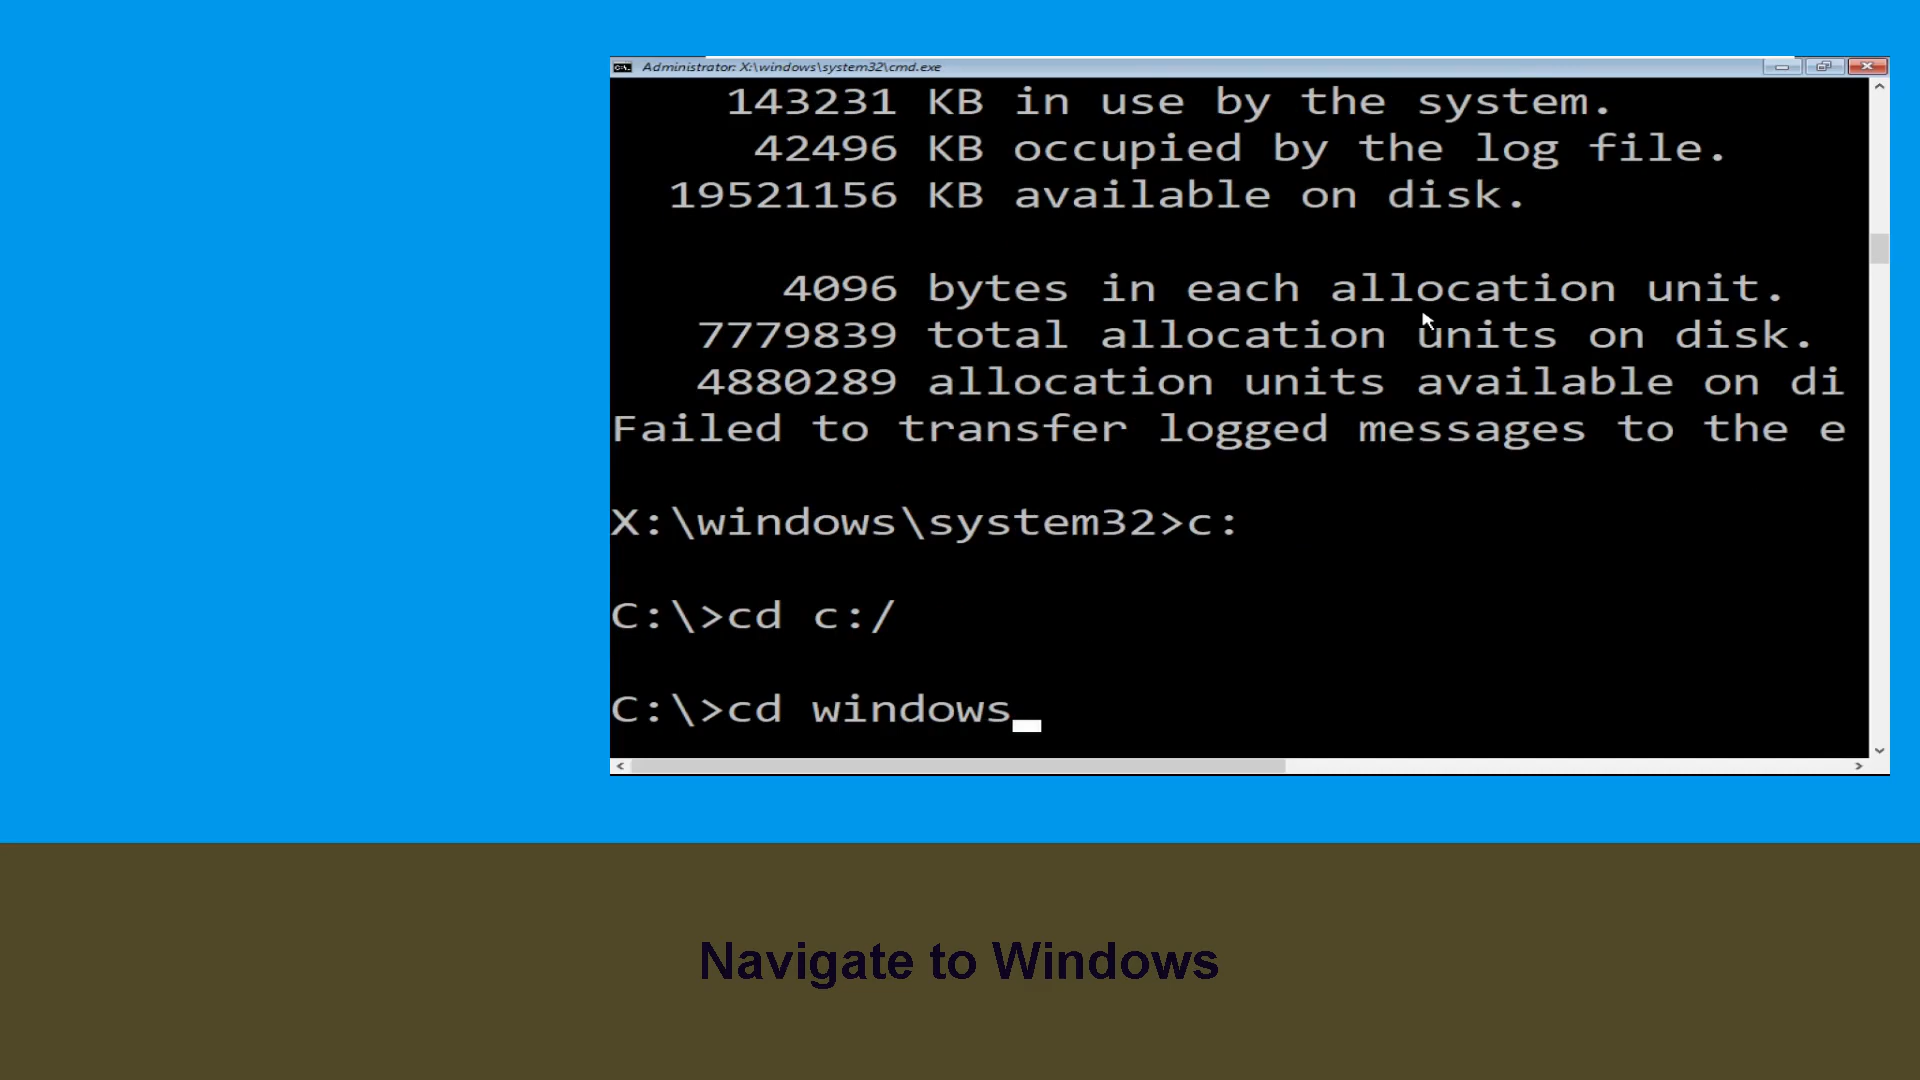 Administrator: X:\windows\system32\cmd.exe
143231 KB in use by the system.
42496 KB occupied by the log file.
19521156 KB available on disk.
4096 bytes in each allocation unit.
7779839 total allocation units on disk.
4880289 allocation units available on di
Failed to transfer logged messages to the e
X:\windows\system32>c:
C:\>cd c:/
C:\>cd windows
Navigate to Windows